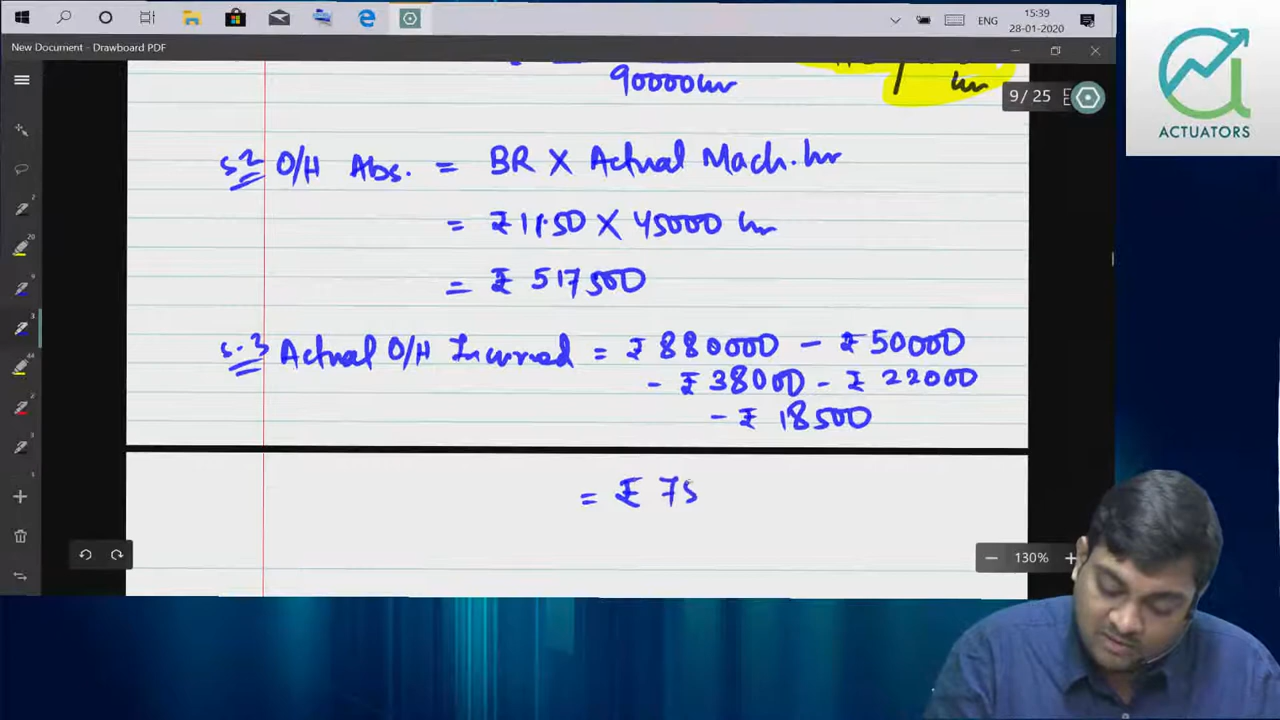 15:39
ENG
28-01-2020
New Document - Drawboard PDF
90000 hr
hr
9 / 25
ACTUATORS
S-2 O/H Abs. = BR X Actual Mach. hr
= ₹ 11.50 X 45000 hr
= ₹ 517500
S-3 Actual O/H Incurred = ₹ 880000 - ₹ 50000
- ₹ 38000 - ₹ 22000
- ₹ 18500
= ₹ 75
130%